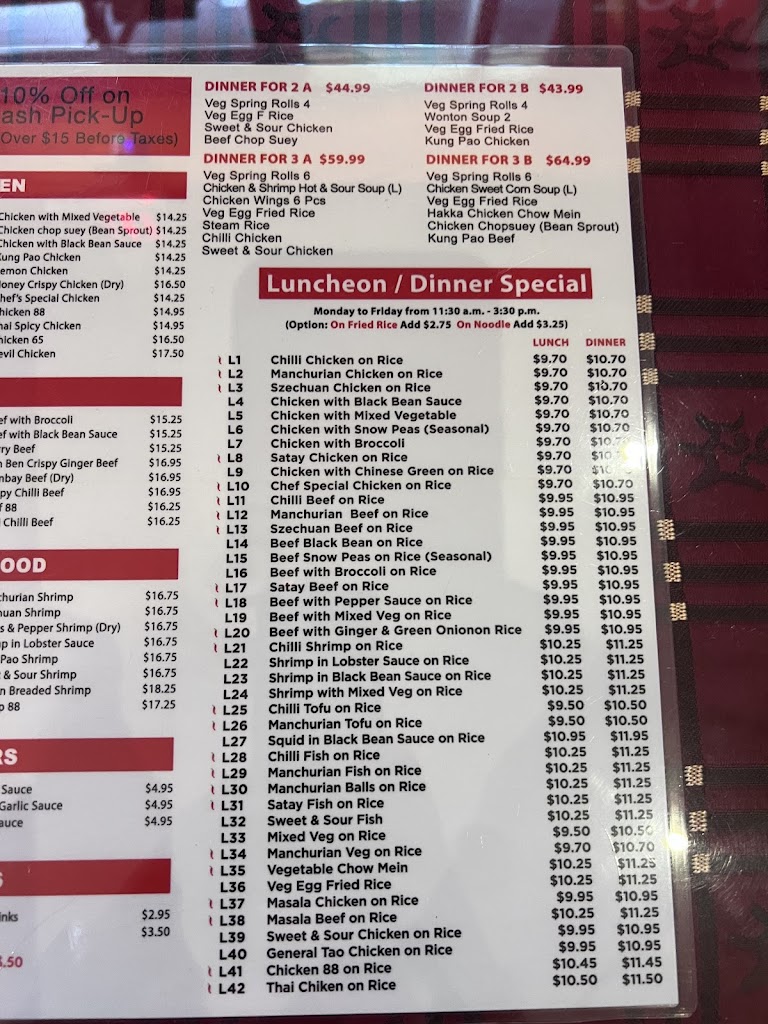 10% Off on
ash Pick-Up
(Over $15 Before Taxes)
EN
Chicken with MIxed Vegetable $14.25
Chicken chop suey (Bean Sprout) $14.25
Chicken with Black Bean Sauce $14.25
Kung Pao Chicken $14.25
emon Chicken $14.25
Honey Crispy Chicken (Dry) $16.50
hef's Special Chicken $14.25
hicken 88 $14.95
hai Spicy Chicken $14.95
hicken 65 $16.50
evil Chicken $17.50
ef with Broccoli $15.25
ef with Black Bean Sauce $15.25
rry Beef $15.25
n Ben Crispy Ginger Beef $16.95
mbay Beef (Dry) $16.95
py Chilli Beef $16.95
f 88 $16.25
Chilli Beef $16.25
OOD
churian Shrimp $16.75
huan Shrimp $16.75
s & Pepper Shrimp (Dry) $16.75
p in Lobster Sauce $16.75
Pao Shrimp $16.75
& Sour Shrimp $16.75
n Breaded Shrimp $18.25
p 88 $17.25
RS
Sauce $4.95
Garlic Sauce $4.95
auce $4.95
S
inks $2.95
$3.50
.50
DINNER FOR 2 A $44.99
Veg Spring Rolls 4
Veg Egg F Rice
Sweet & Sour Chicken
Beef Chop Suey
DINNER FOR 2 B $43.99
Veg Spring Rolls 4
Wonton Soup 2
Veg Egg Fried Rice
Kung Pao Chicken
DINNER FOR 3 A $59.99
Veg Spring Rolls 6
Chicken & Shrimp Hot & Sour Soup (L)
Chicken Wings 6 Pcs
Veg Egg Fried Rice
Steam Rice
Chilli Chicken
Sweet & Sour Chicken
DINNER FOR 3 B $64.99
Veg Spring Rolls 6
Chicken Sweet Corn Soup (L)
Veg Egg Fried Rice
Hakka Chicken Chow Mein
Chicken Chopsuey (Bean Sprout)
Kung Pao Beef
Luncheon / Dinner Special
Monday to Friday from 11:30 a.m. - 3:30 p.m.
(Option: On Fried Rice Add $2.75 On Noodle Add $3.25)
LUNCH DINNER
L1 Chilli Chicken on Rice $9.70 $10.70
L2 Manchurian Chicken on Rice $9.70 $10.70
L3 Szechuan Chicken on Rice $9.70 $10.70
L4 Chicken with Black Bean Sauce $9.70 $10.70
L5 Chicken with Mixed Vegetable $9.70 $10.70
L6 Chicken with Snow Peas (Seasonal) $9.70 $10.70
L7 Chicken with Broccoli $9.70 $10.7
L8 Satay Chicken on Rice $9.70 $10
L9 Chicken with Chinese Green on Rice $9.70 $10
L10 Chef Special Chicken on Rice $9.70 $10.70
L11 Chilli Beef on Rice $9.95 $10.95
L12 Manchurian Beef on Rice $9.95 $10.95
L13 Szechuan Beef on Rice $9.95 $10.95
L14 Beef Black Bean on Rice $9.95 $10.95
L15 Beef Snow Peas on Rice (Seasonal) $9.95 $10.95
L16 Beef with Broccoli on Rice $9.95 $10.95
L17 Satay Beef on Rice $9.95 $10.95
L18 Beef with Pepper Sauce on Rice $9.95 $10.95
L19 Beef with Mixed Veg on Rice $9.95 $10.95
L20 Beef with Ginger & Green Onionon Rice $9.95 $10.95
L21 Chilli Shrimp on Rice $10.25 $11.25
L22 Shrimp in Lobster Sauce on Rice $10.25 $11.25
L23 Shrimp in Black Bean Sauce on Rice $10.25 $11.25
L24 Shrimp with Mixed Veg on Rice $10.25 $11.25
L25 Chilli Tofu on Rice $9.50 $10.50
L26 Manchurian Tofu on Rice $9.50 $10.50
L27 Squid in Black Bean Sauce on Rice $10.95 $11.95
L28 Chilli Fish on Rice $10.25 $11.25
L29 Manchurian Fish on Rice $10.25 $11.25
L30 Manchurian Balls on Rice $10.25 $11.25
L31 Satay Fish on Rice $10.25 $11.25
L32 Sweet & Sour Fish $10.25 $11.25
L33 Mixed Veg on Rice $9.50 $10.50
L34 Manchurian Veg on Rice $9.70 $10.70
L35 Vegetable Chow Mein $10.25 $11.25
L36 Veg Egg Fried Rice $10.25 $11.25
L37 Masala Chicken on Rice $9.95 $10.95
L38 Masala Beef on Rice $10.25 $11.25
L39 Sweet & Sour Chicken on Rice $9.95 $10.95
L40 General Tao Chicken on Rice $9.95 $10.95
L41 Chicken 88 on Rice $10.45 $11.45
L42 Thai Chiken on Rice $10.50 $11.50